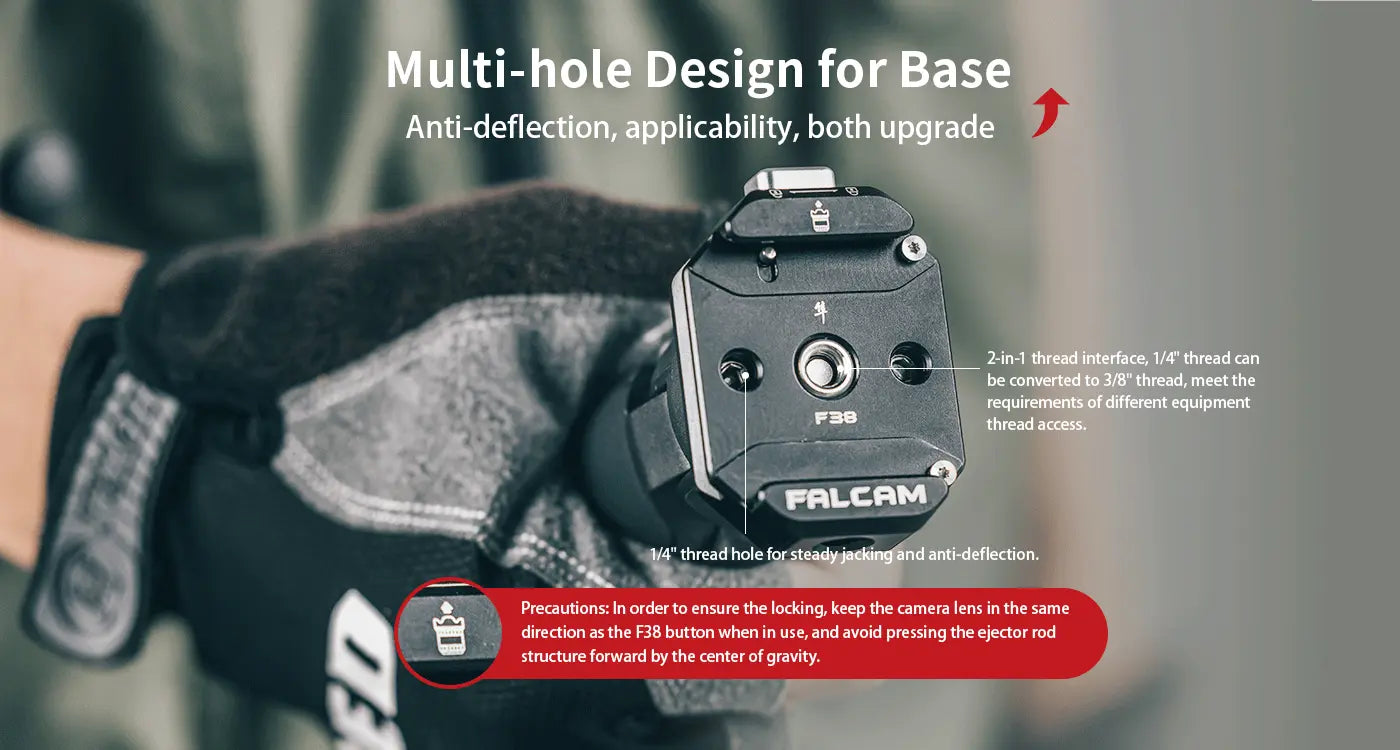 Multi-hole Design for Base
Anti-deflection, applicability, both upgrade
隼
F38
2-in-1 thread interface, 1/4" thread can
be converted to 3/8" thread, meet the
requirements of different equipment
thread access.
FALCAM
1/4" thread hole for steady jacking and anti-deflection.
Precautions: In order to ensure the locking, keep the camera lens in the same
direction as the F38 button when in use, and avoid pressing the ejector rod
structure forward by the center of gravity.